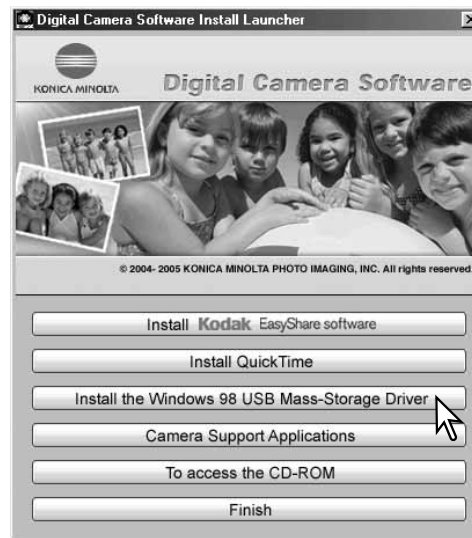 Digital Camera Software Install Launcher
KONICA MINOLTA
Digital Camera Software
© 2004- 2005 KONICA MINOLTA PHOTO IMAGING, INC. All rights reserved.
Install Kodak EasyShare software
Install QuickTime
Install the Windows 98 USB Mass-Storage Driver
Camera Support Applications
To access the CD-ROM
Finish